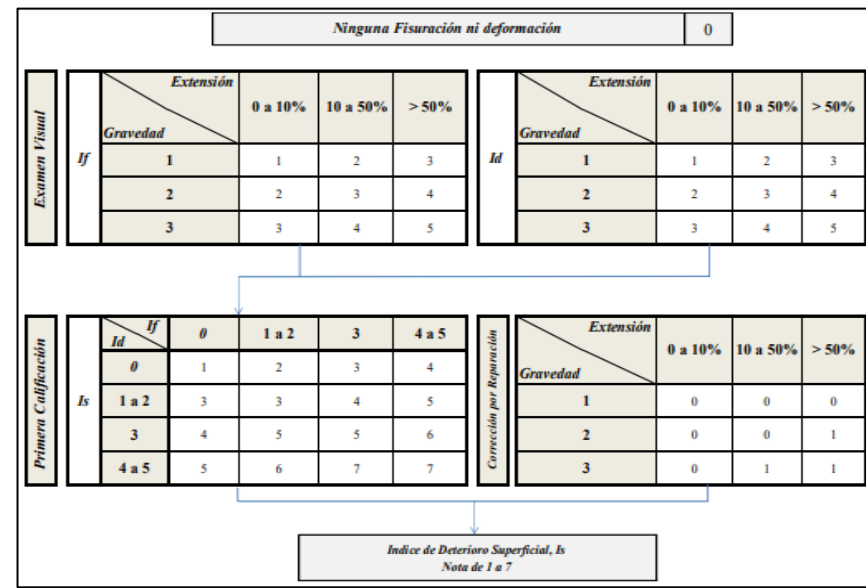 Ninguna Fisuración ni deformación 0
Examen Visual
If
Extensión
Gravedad
0 a 10% 10 a 50% > 50%
1 1 2 3
2 2 3 4
3 3 4 5
Id
Extensión
Gravedad
0 a 10% 10 a 50% > 50%
1 1 2 3
2 2 3 4
3 3 4 5
Primera Calificación
Is
If
Id
0 1 a 2 3 4 a 5
0 1 2 3 4
1 a 2 3 3 4 5
3 4 5 5 6
4 a 5 5 6 7 7
Corrección por Reparación
Extensión
Gravedad
0 a 10% 10 a 50% > 50%
1 0 0 0
2 0 0 1
3 0 1 1
Indice de Deterioro Superficial, Is
Nota de 1 a 7